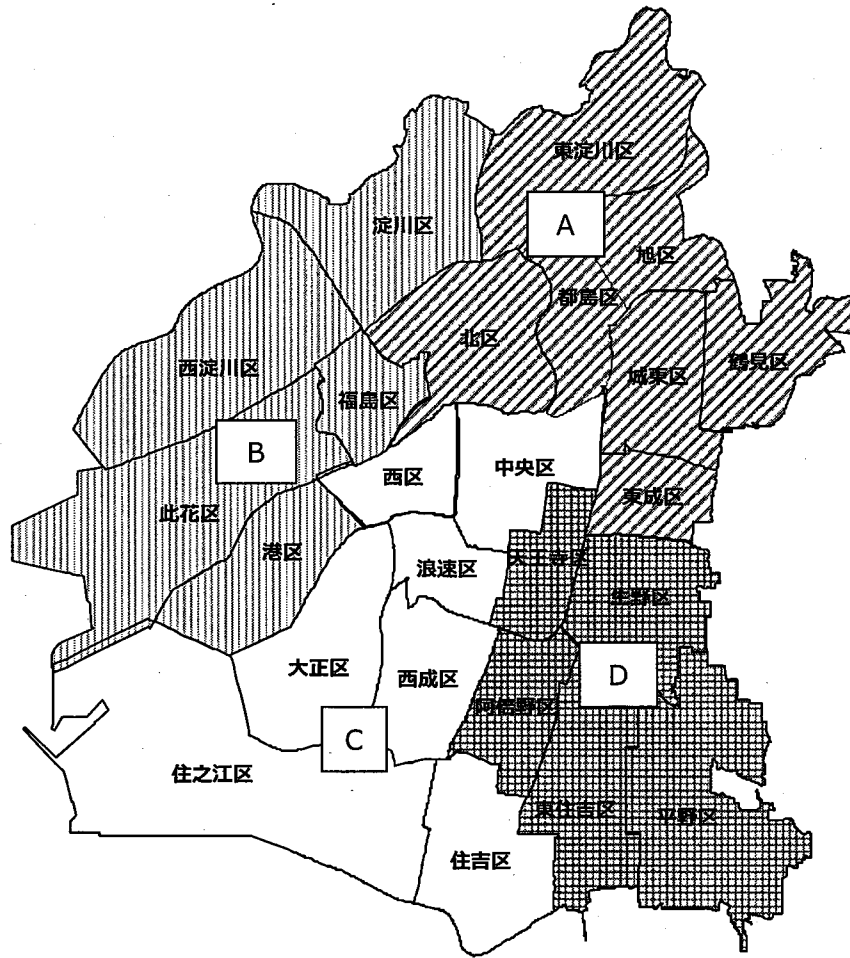 東淀川区
淀川区
A
旭区
都島区
北区
鶴見区
西淀川区
城東区
福島区
B
西区
中央区
東成区
此花区
港区
浪速区
天王寺区
生野区
大正区
西成区
D
阿倍野区
C
住之江区
東住吉区
平野区
住吉区